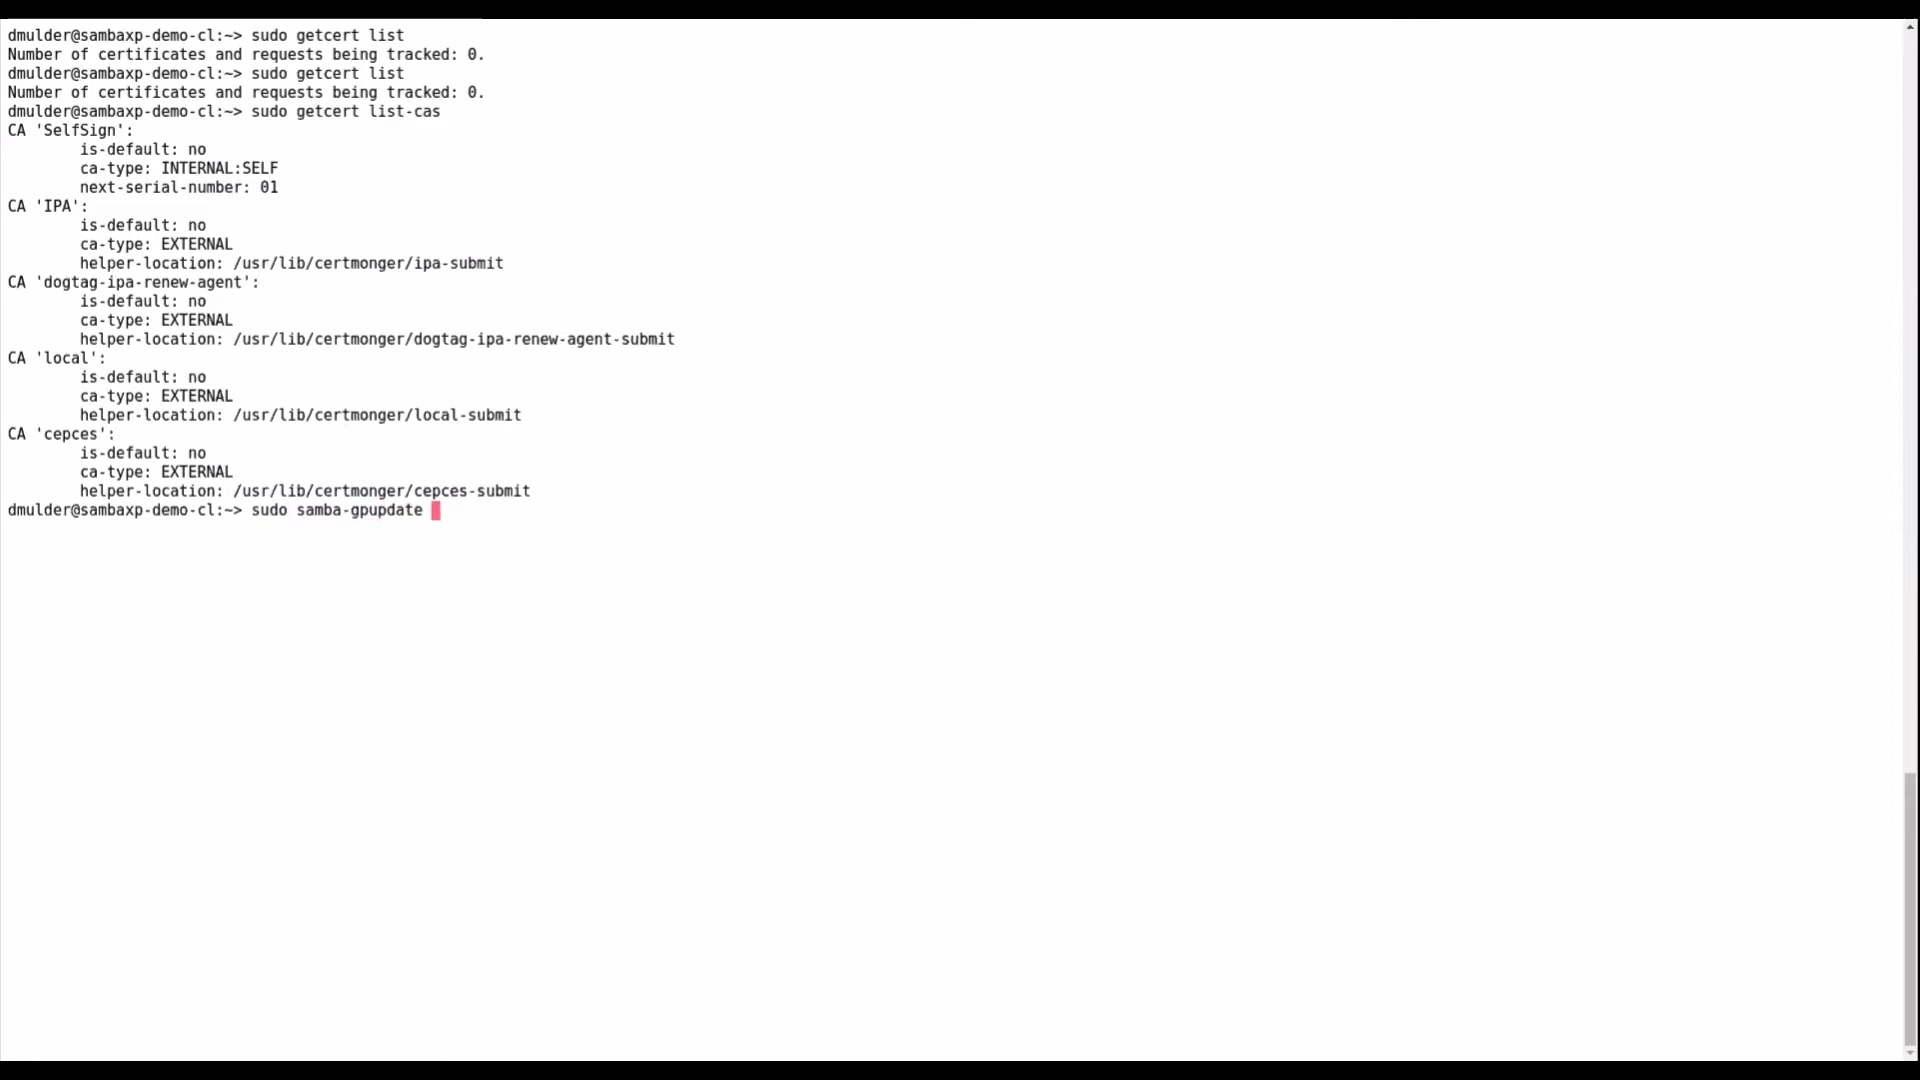 dmulder@sambaxp-demo-cl:~> sudo getcert list
Number of certificates and requests being tracked: 0.
dmulder@sambaxp-demo-cl:~> sudo getcert list
Number of certificates and requests being tracked: 0.
dmulder@sambaxp-demo-cl:~> sudo getcert list-cas
CA 'SelfSign':
        is-default: no
        ca-type: INTERNAL:SELF
        next-serial-number: 01
CA 'IPA':
        is-default: no
        ca-type: EXTERNAL
        helper-location: /usr/lib/certmonger/ipa-submit
CA 'dogtag-ipa-renew-agent':
        is-default: no
        ca-type: EXTERNAL
        helper-location: /usr/lib/certmonger/dogtag-ipa-renew-agent-submit
CA 'local':
        is-default: no
        ca-type: EXTERNAL
        helper-location: /usr/lib/certmonger/local-submit
CA 'cepces':
        is-default: no
        ca-type: EXTERNAL
        helper-location: /usr/lib/certmonger/cepces-submit
dmulder@sambaxp-demo-cl:~> sudo samba-gpupdate